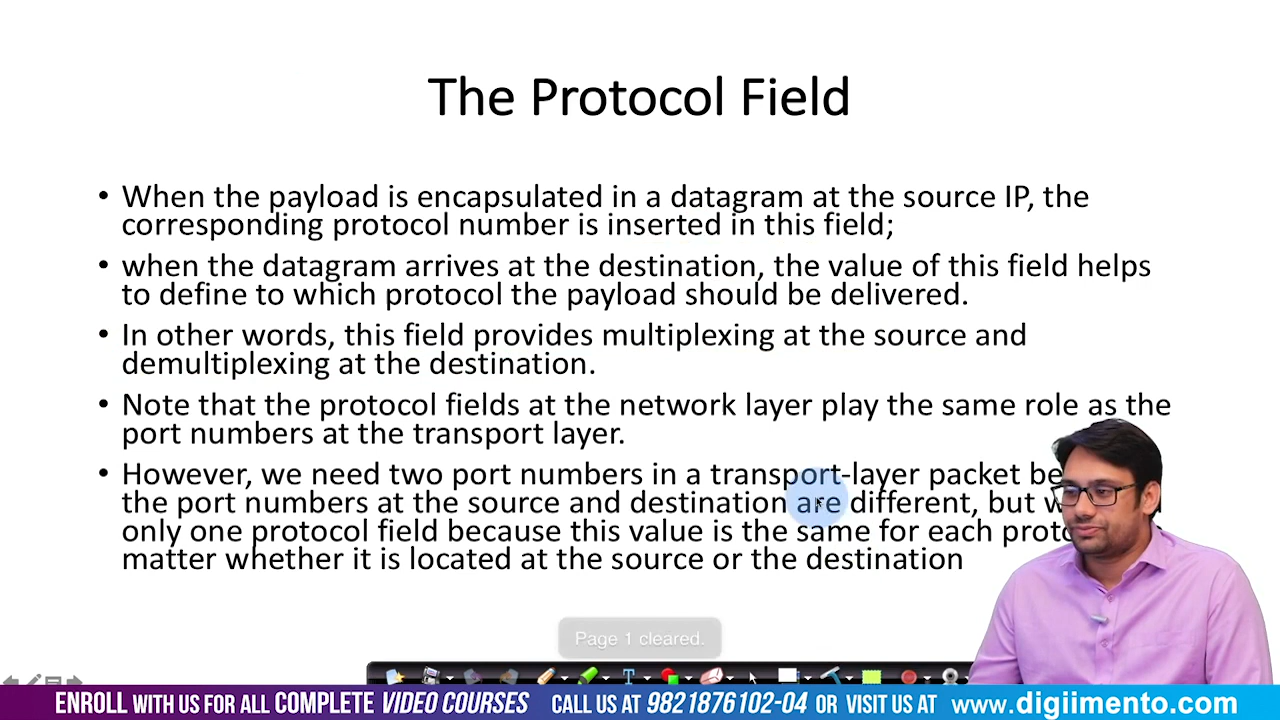 The Protocol Field
• When the payload is encapsulated in a datagram at the source IP, the
corresponding protocol number is inserted in this field;
• when the datagram arrives at the destination, the value of this field helps
to define to which protocol the payload should be delivered.
• In other words, this field provides multiplexing at the source and
demultiplexing at the destination.
• Note that the protocol fields at the network layer play the same role as the
port numbers at the transport layer.
• However, we need two port numbers in a transport-layer packet
the port numbers at the source and destination are different, but
only one protocol field because this value is the same for each
matter whether it is located at the source or the destination
Page 1 cleared.
ENROLL WITH US FOR ALL COMPLETE VIDEO COURSES CALL US AT 9821876102-04 OR VISIT US AT www.digiimento.com